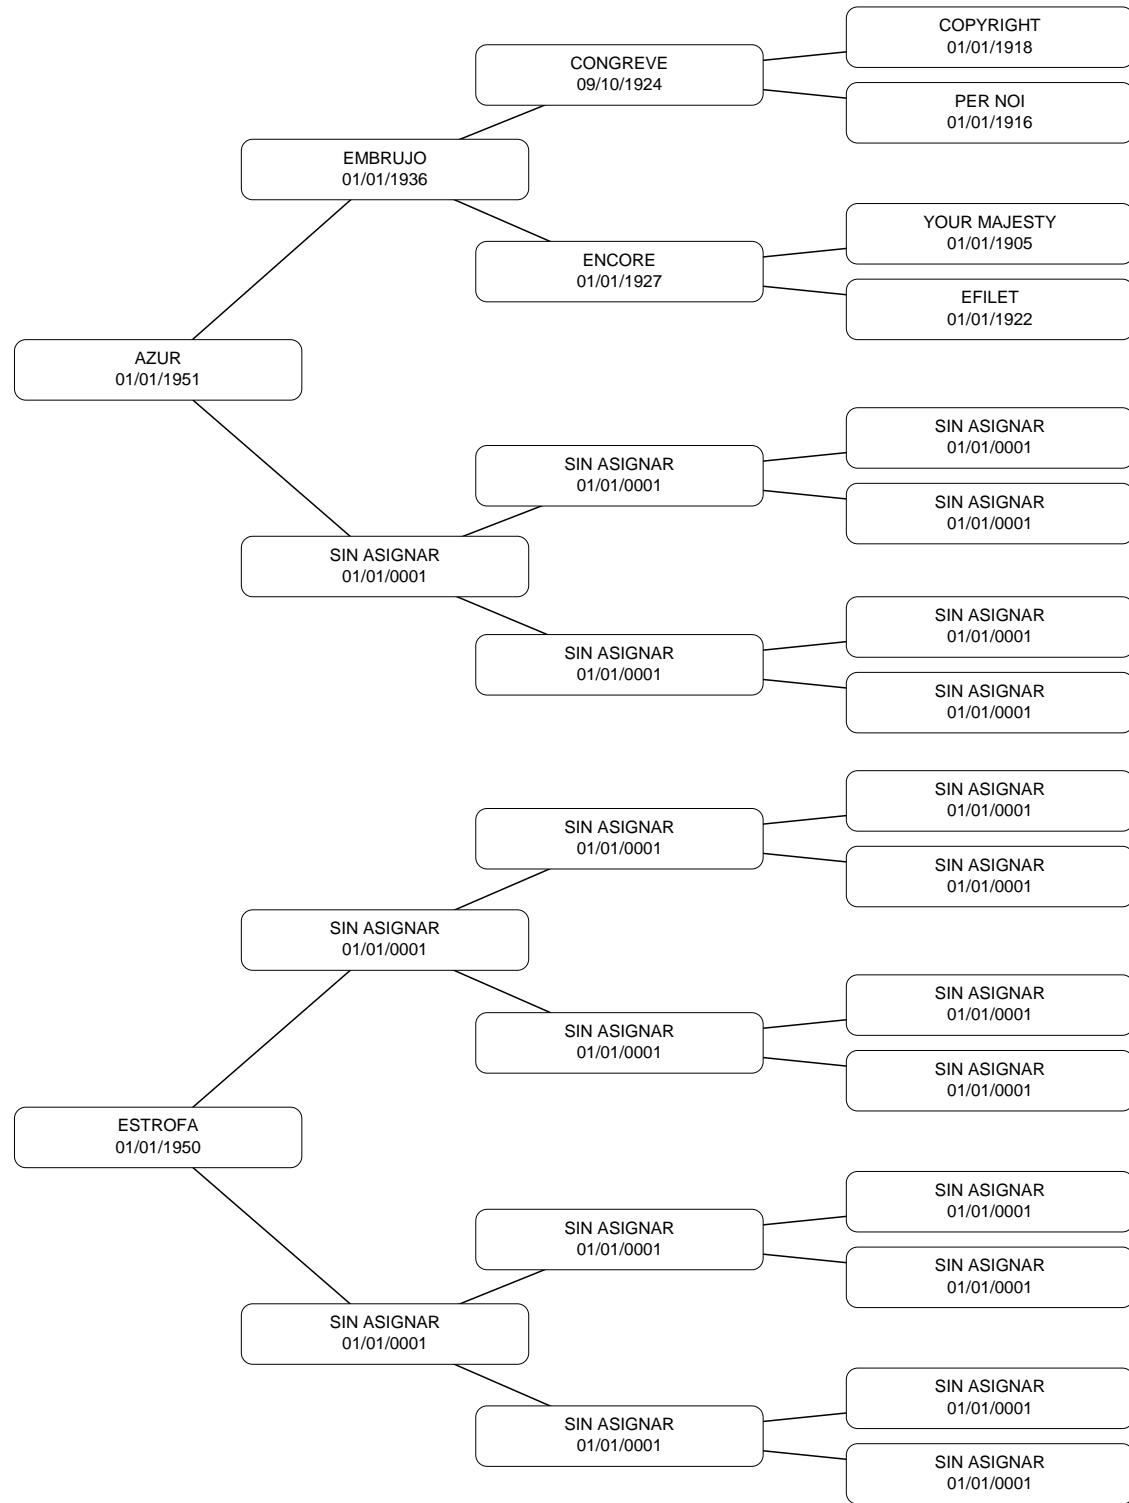 COPYRIGHT
01/01/1918
CONGREVE
09/10/1924
PER NOI
01/01/1916
EMBRUJO
01/01/1936
YOUR MAJESTY
01/01/1905
ENCORE
01/01/1927
EFILET
01/01/1922
AZUR
01/01/1951
SIN ASIGNAR
01/01/0001
SIN ASIGNAR
01/01/0001
SIN ASIGNAR
01/01/0001
SIN ASIGNAR
01/01/0001
SIN ASIGNAR
01/01/0001
SIN ASIGNAR
01/01/0001
SIN ASIGNAR
01/01/0001
SIN ASIGNAR
01/01/0001
SIN ASIGNAR
01/01/0001
SIN ASIGNAR
01/01/0001
SIN ASIGNAR
01/01/0001
SIN ASIGNAR
01/01/0001
SIN ASIGNAR
01/01/0001
SIN ASIGNAR
01/01/0001
ESTROFA
01/01/1950
SIN ASIGNAR
01/01/0001
SIN ASIGNAR
01/01/0001
SIN ASIGNAR
01/01/0001
SIN ASIGNAR
01/01/0001
SIN ASIGNAR
01/01/0001
SIN ASIGNAR
01/01/0001
SIN ASIGNAR
01/01/0001